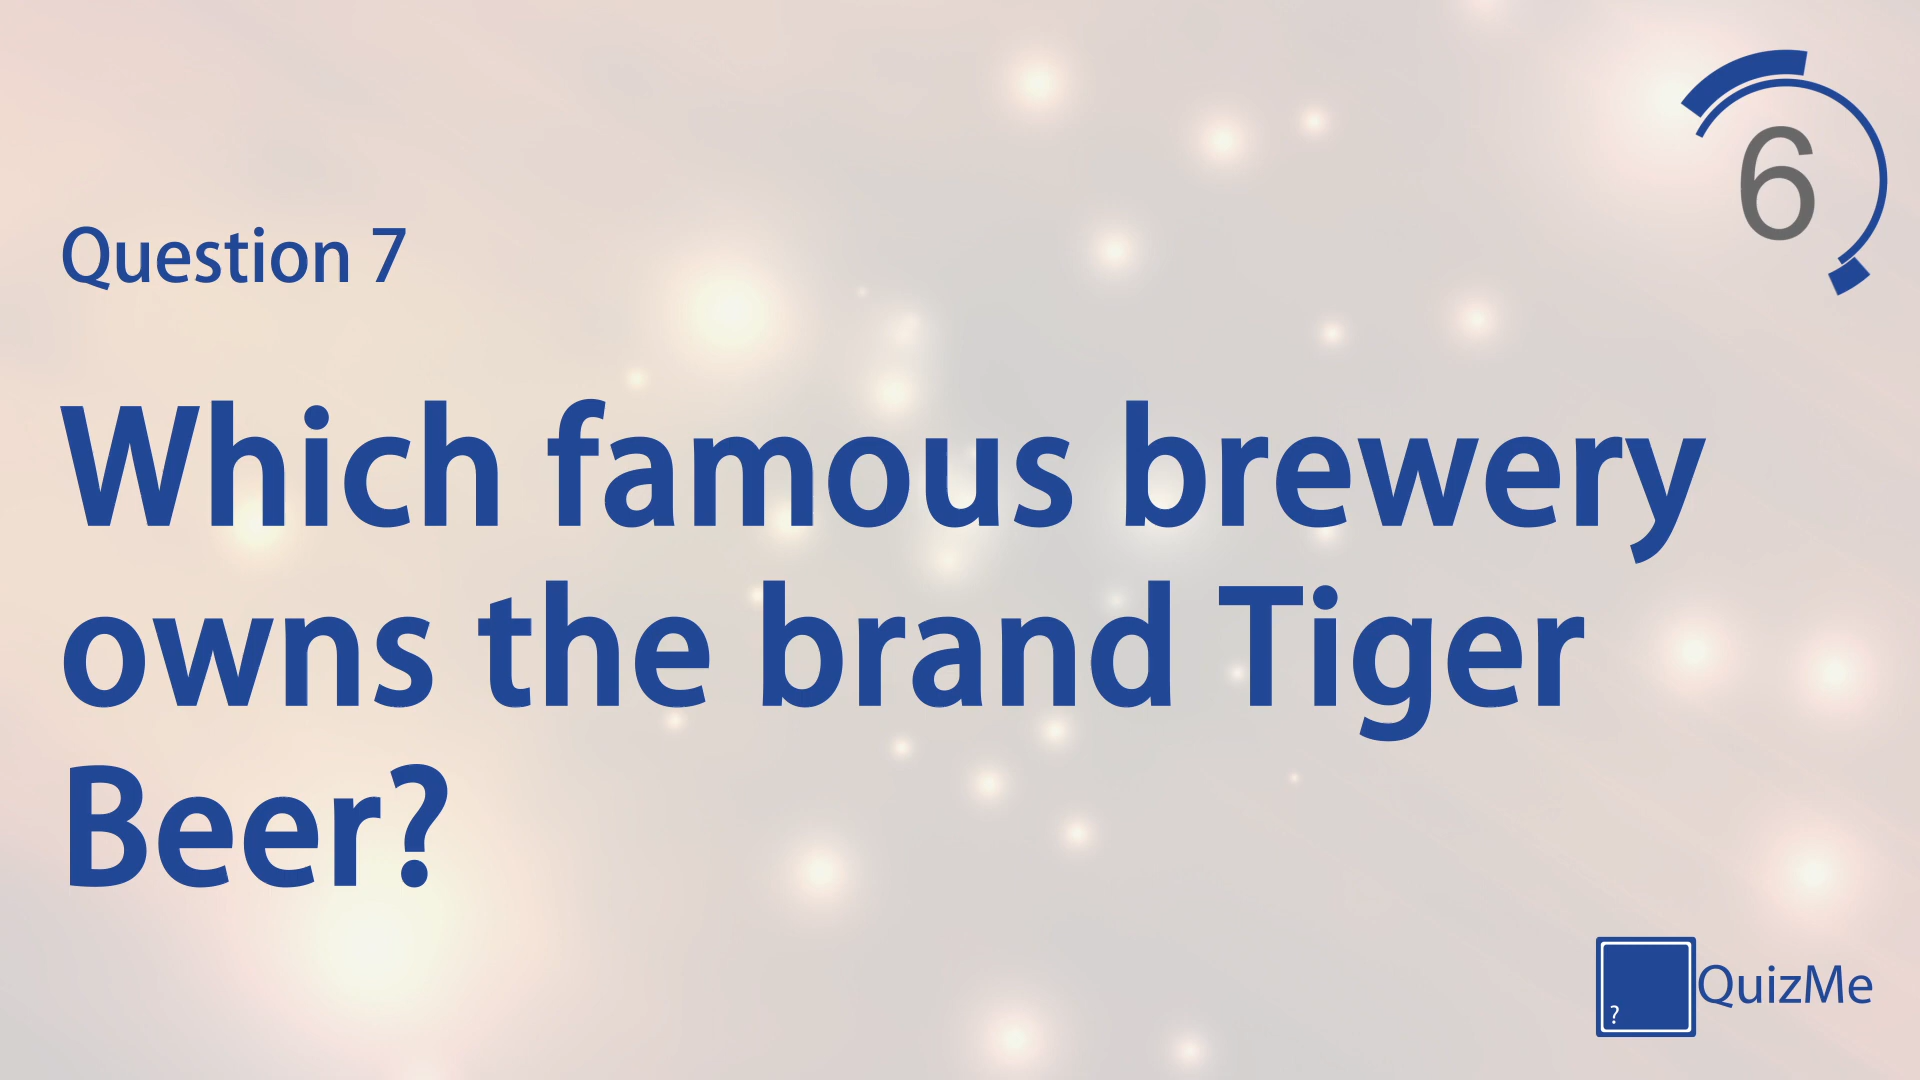 6
Question 7
Which famous brewery
owns the brand Tiger
Beer?
?
QuizMe